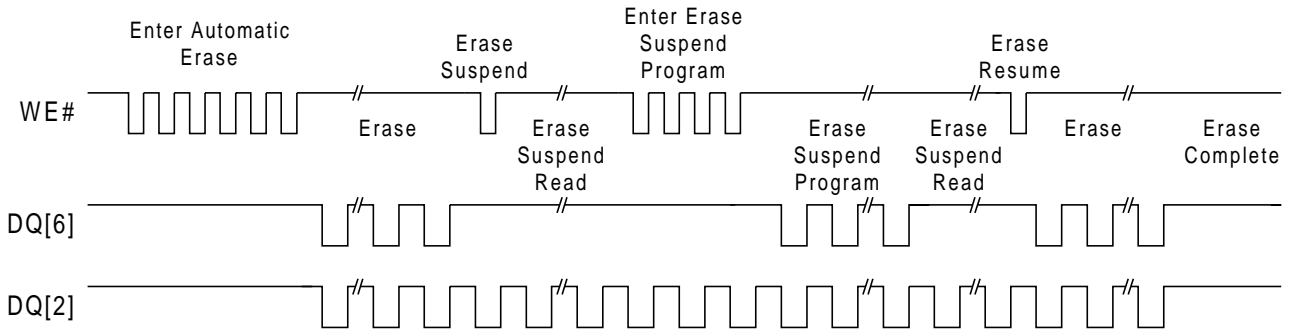 Enter Automatic
Erase
Erase
Suspend
Enter Erase
Suspend
Program
Erase
Resume
WE#
Erase
Erase
Suspend
Read
Erase
Suspend
Program
Erase
Suspend
Read
Erase
Erase
Complete
DQ[6]
DQ[2]